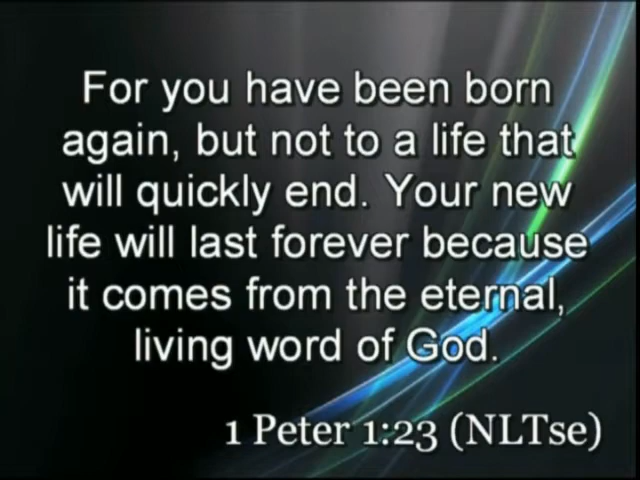 For you have been born
again, but not to a life that
will quickly end. Your new
life will last forever because
it comes from the eternal,
living word of God.
1 Peter 1:23 (NLTse)